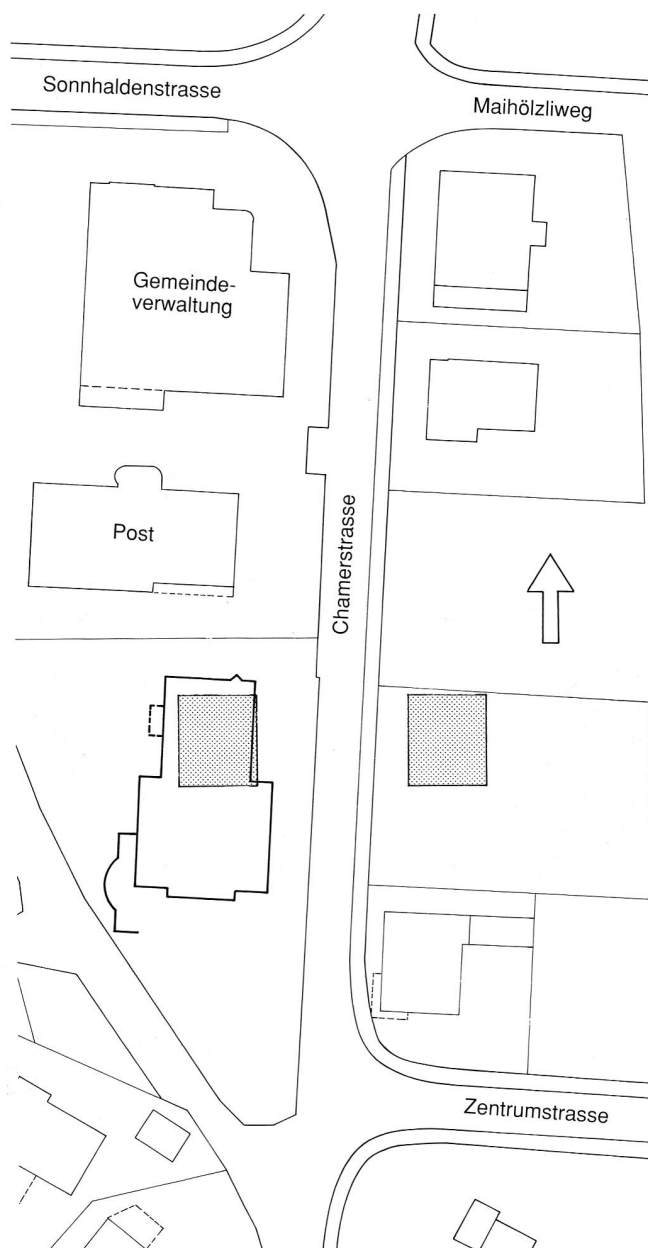 Sonnhaldenstrasse
Maihölzliweg
Gemeinde-
verwaltung
Post
Chamerstrasse
Zentrumstrasse